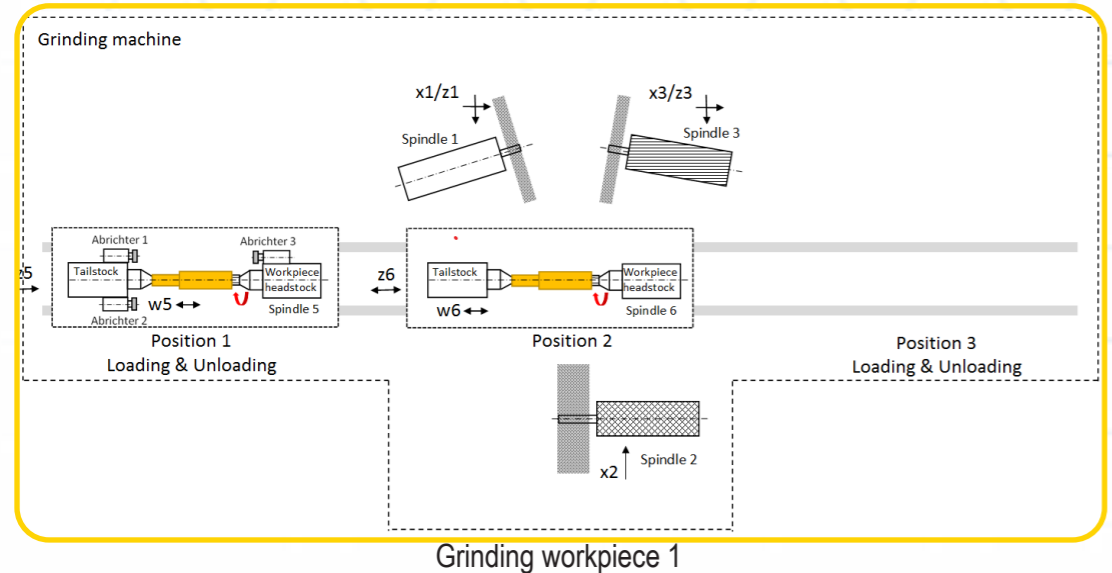 Grinding machine
x1/z1
x3/z3
Spindle 1
Spindle 3
Abrichter 1
Abrichter 3
z5
Tailstock
Workpiece
headstock
w5
Spindle 5
Abrichter 2
z6
Tailstock
Workpiece
headstock
w6
Spindle 6
Position 1
Loading & Unloading
Position 2
Position 3
Loading & Unloading
Spindle 2
x2
Grinding workpiece 1